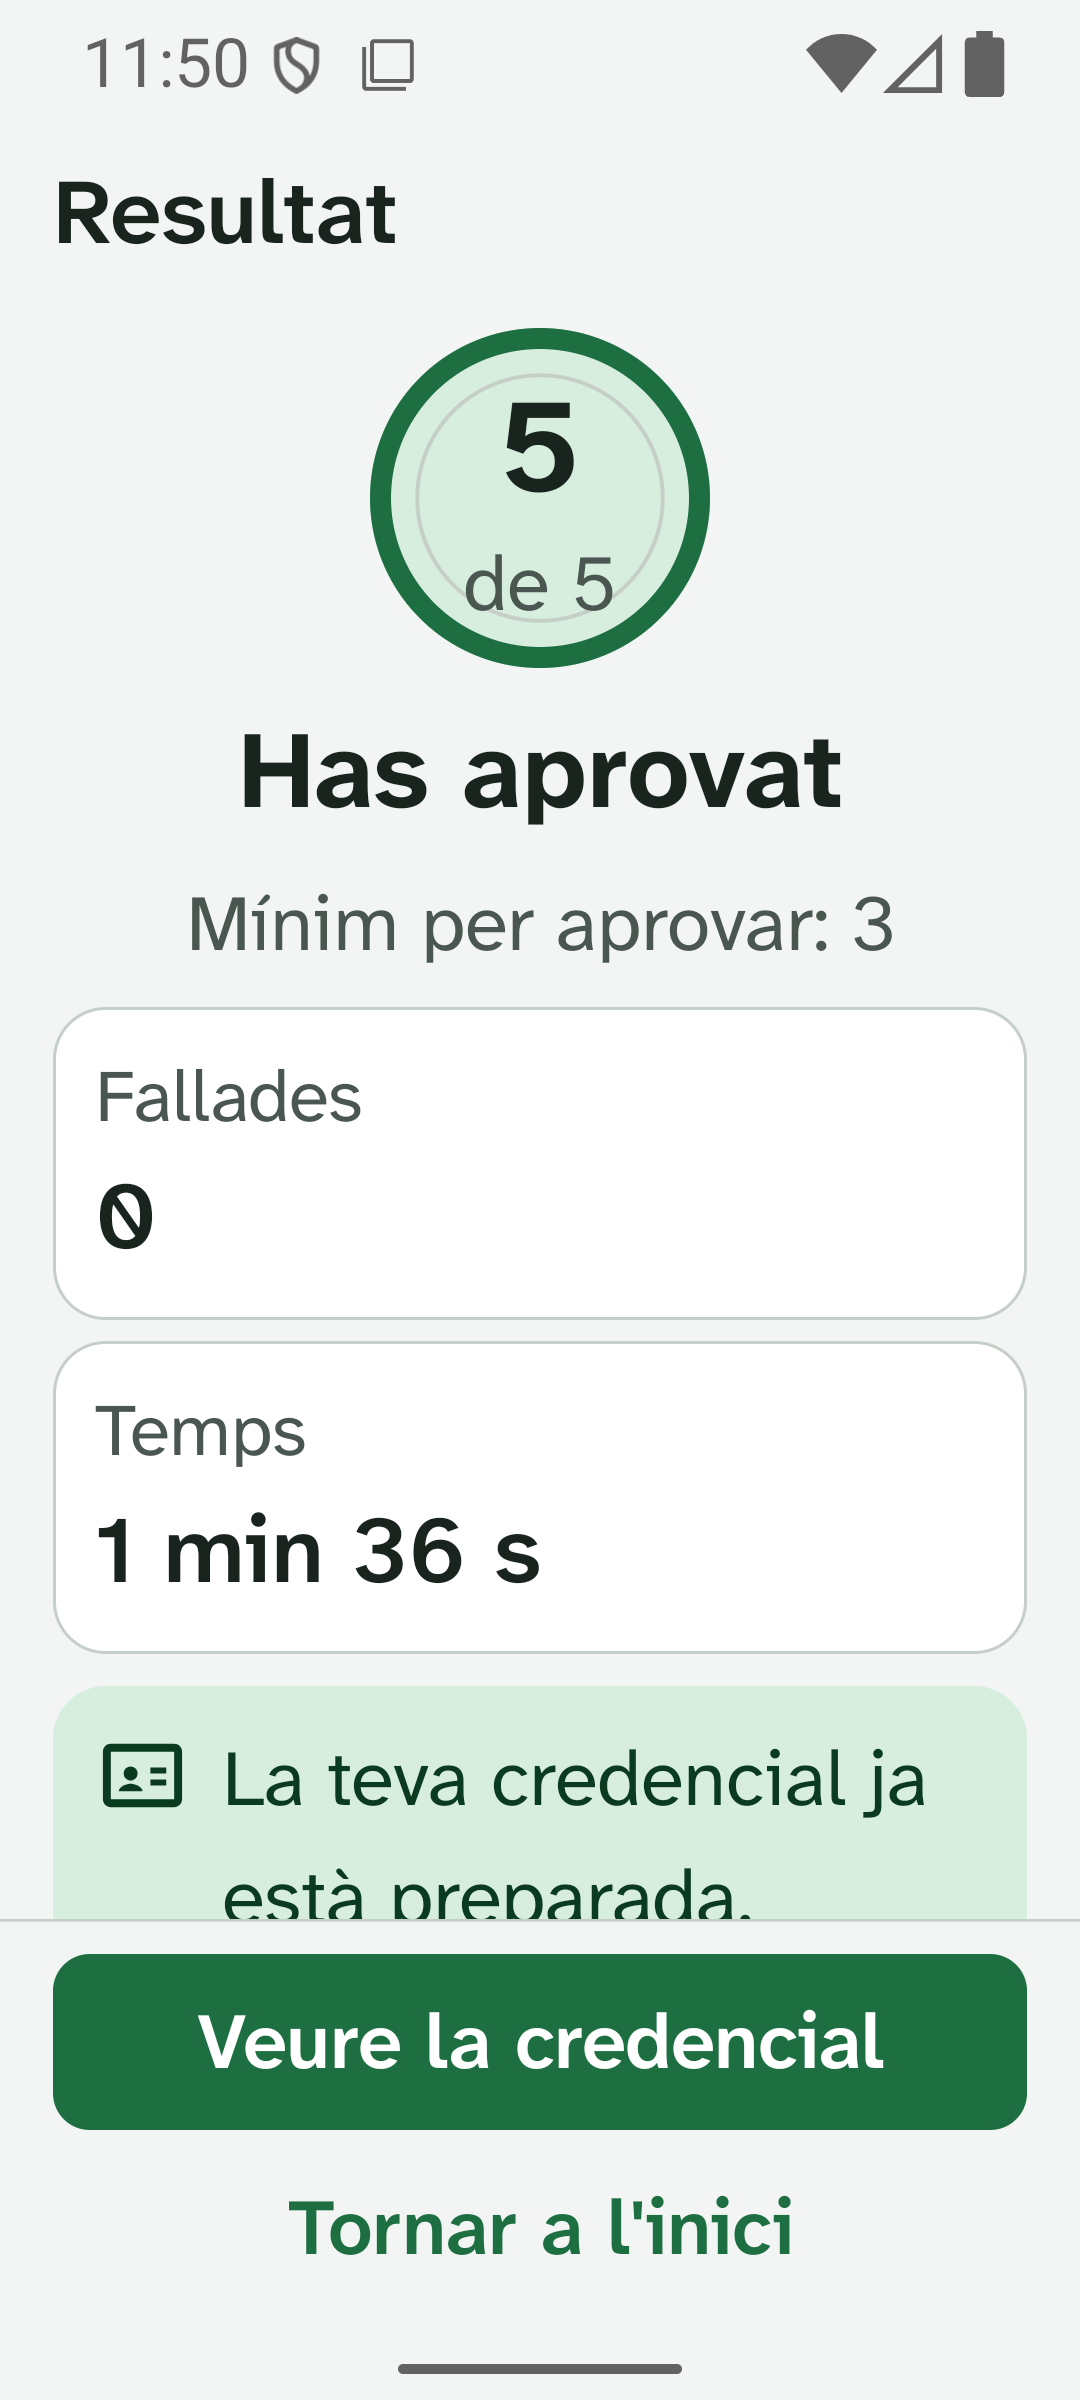 11:50
Resultat
5
de 5
Has aprovat
Mínim per aprovar: 3
Fallades
0
Temps
1 min 36 s
La teva credencial ja
està preparada.
Veure la credencial
Tornar a l'inici